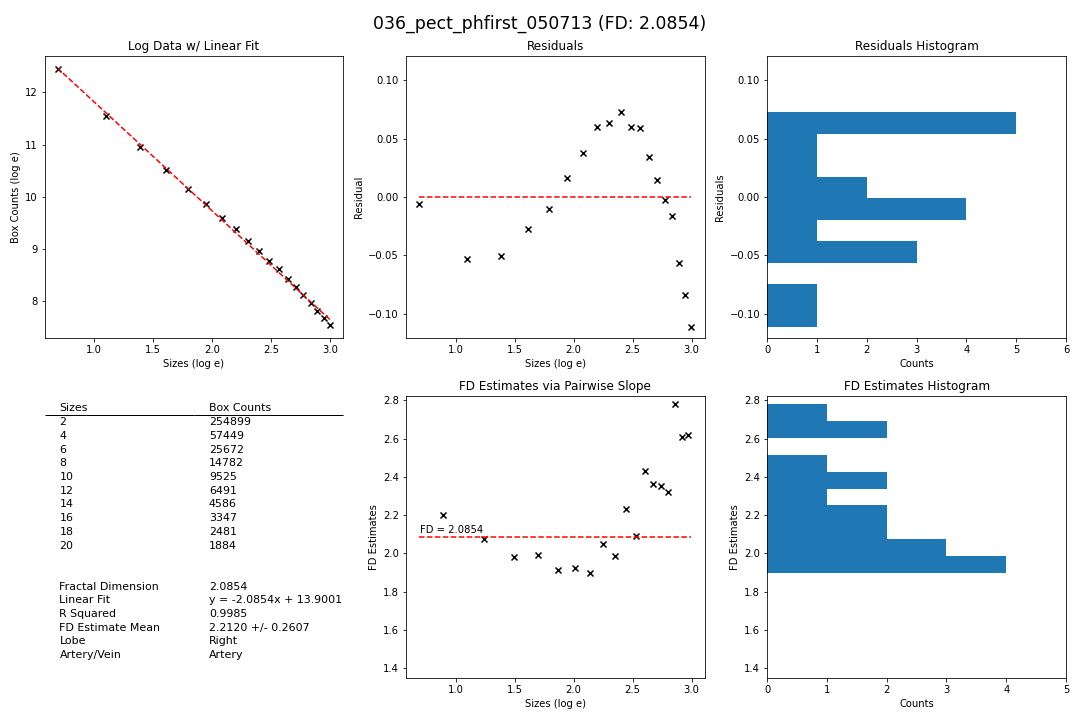 036_pect_phfirst_050713 (FD: 2.0854)
Log Data w/ Linear Fit
Box Counts (log e)
12
11
10
9
8
1.0 1.5 2.0 2.5 3.0
Sizes (log e)
Residuals
Residual
0.10
0.05
0.00
−0.05
−0.10
1.0 1.5 2.0 2.5 3.0
Sizes (log e)
Residuals Histogram
Residuals
0.10
0.05
0.00
−0.05
−0.10
0 1 2 3 4 5 6
Counts
Sizes Box Counts
2 254899
4 57449
6 25672
8 14782
10 9525
12 6491
14 4586
16 3347
18 2481
20 1884
Fractal Dimension 2.0854
Linear Fit y = -2.0854x + 13.9001
R Squared 0.9985
FD Estimate Mean 2.2120 +/- 0.2607
Lobe Right
Artery/Vein Artery
FD Estimates via Pairwise Slope
FD Estimates
2.8
2.6
2.4
2.2
2.0
1.8
1.6
1.4
FD = 2.0854
1.0 1.5 2.0 2.5 3.0
Sizes (log e)
FD Estimates Histogram
FD Estimates
2.8
2.6
2.4
2.2
2.0
1.8
1.6
1.4
0 1 2 3 4 5
Counts